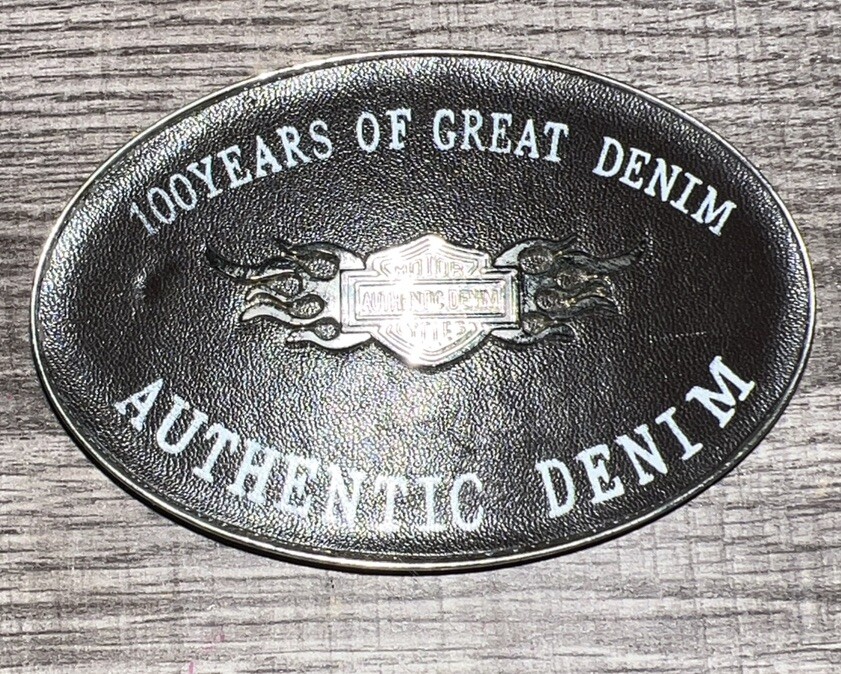 100YEARS OF GREAT DENIM
AUTHENTIC DENIM
AUTHENTIC DENIM